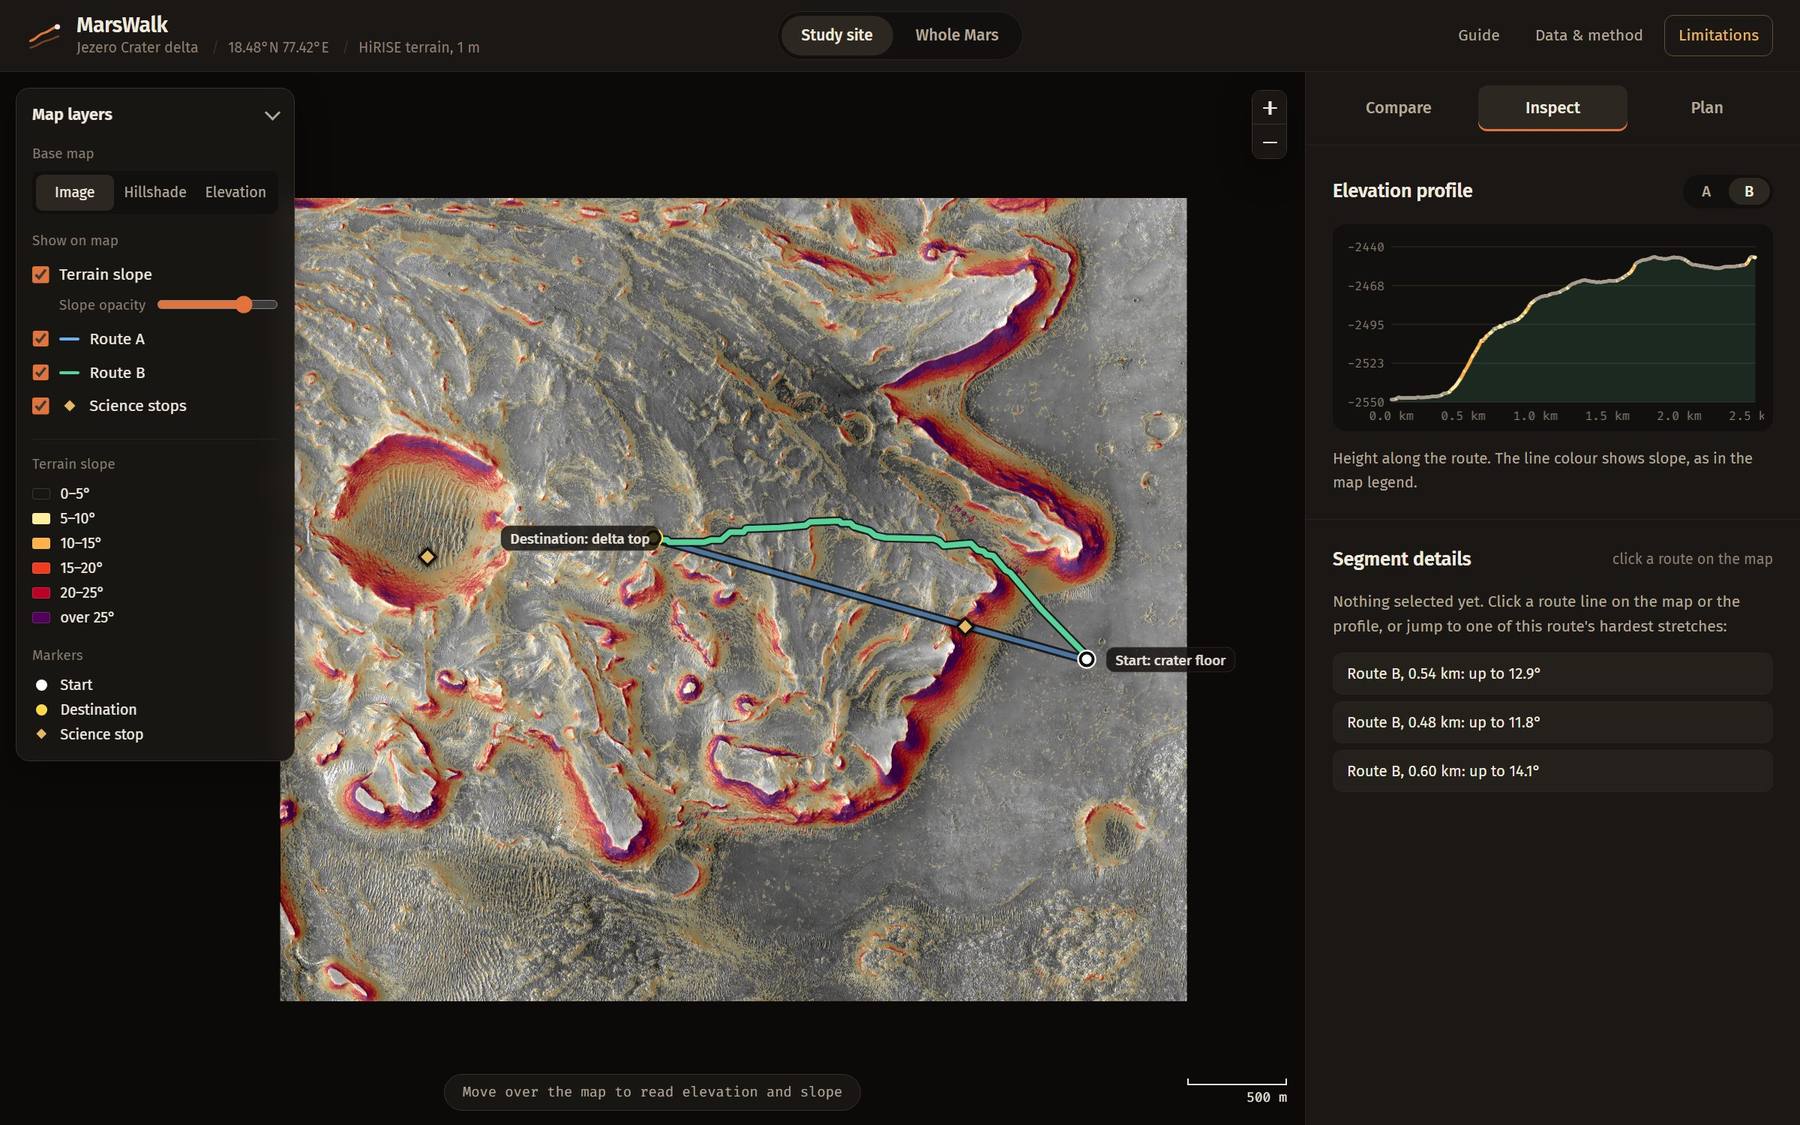 MarsWalk
Jezero Crater delta / 18.48°N 77.42°E / HiRISE terrain, 1 m
Study site
Whole Mars
Guide
Data & method
Limitations
Map layers
Base map
Image
Hillshade
Elevation
Show on map
Terrain slope
Slope opacity
Route A
Route B
Science stops
Terrain slope
0–5°
5–10°
10–15°
15–20°
20–25°
over 25°
Markers
Start
Destination
Science stop
+
−
Destination: delta top
Start: crater floor
Move over the map to read elevation and slope
500 m
Compare
Inspect
Plan
Elevation profile
A
B
−2440
−2468
−2495
−2523
−2550
0.0 km 0.5 km 1.0 km 1.5 km 2.0 km 2.5 k
Height along the route. The line colour shows slope, as in the
map legend.
Segment details
click a route on the map
Nothing selected yet. Click a route line on the map or the
profile, or jump to one of this route's hardest stretches:
Route B, 0.54 km: up to 12.9°
Route B, 0.48 km: up to 11.8°
Route B, 0.60 km: up to 14.1°